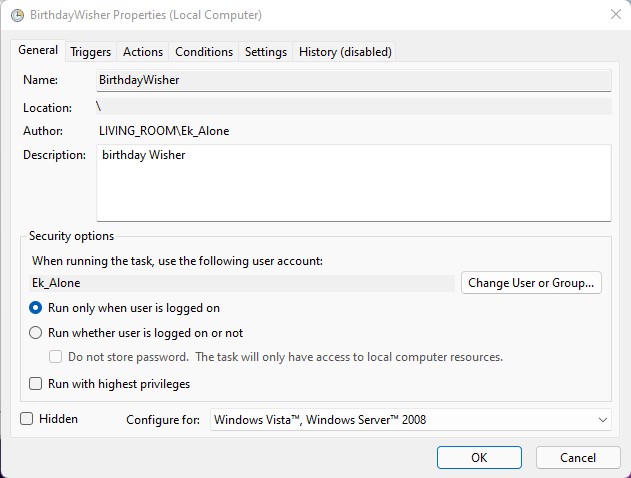 BirthdayWisher Properties (Local Computer)
General Triggers Actions Conditions Settings History (disabled)
Name: BirthdayWisher
Location: \
Author: LIVING_ROOM\Ek_Alone
Description: birthday Wisher
Security options
When running the task, use the following user account:
Ek_Alone Change User or Group...
Run only when user is logged on
Run whether user is logged on or not
Do not store password. The task will only have access to local computer resources.
Run with highest privileges
Hidden Configure for: Windows Vista™, Windows Server™ 2008
OK Cancel